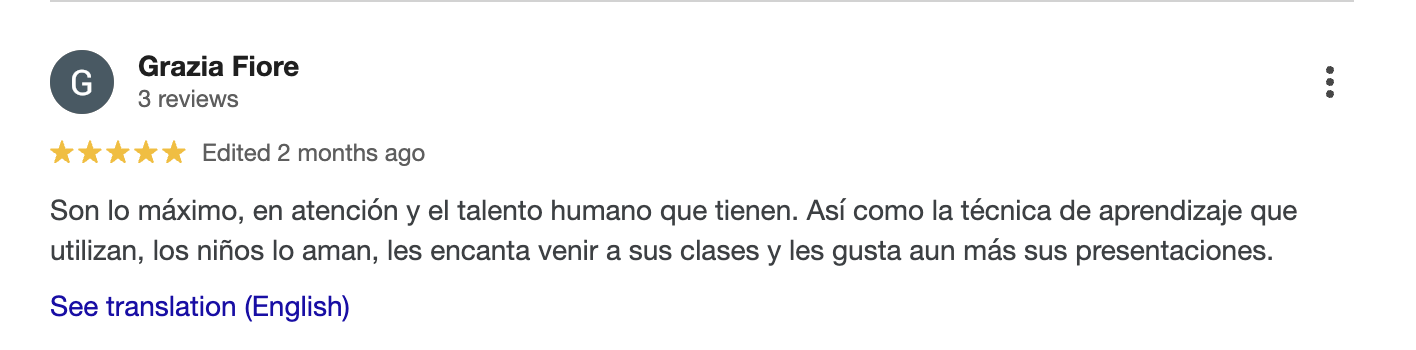 G
Grazia Fiore
3 reviews
Edited 2 months ago
Son lo máximo, en atención y el talento humano que tienen. Así como la técnica de aprendizaje que
utilizan, los niños lo aman, les encanta venir a sus clases y les gusta aun más sus presentaciones.
See translation (English)